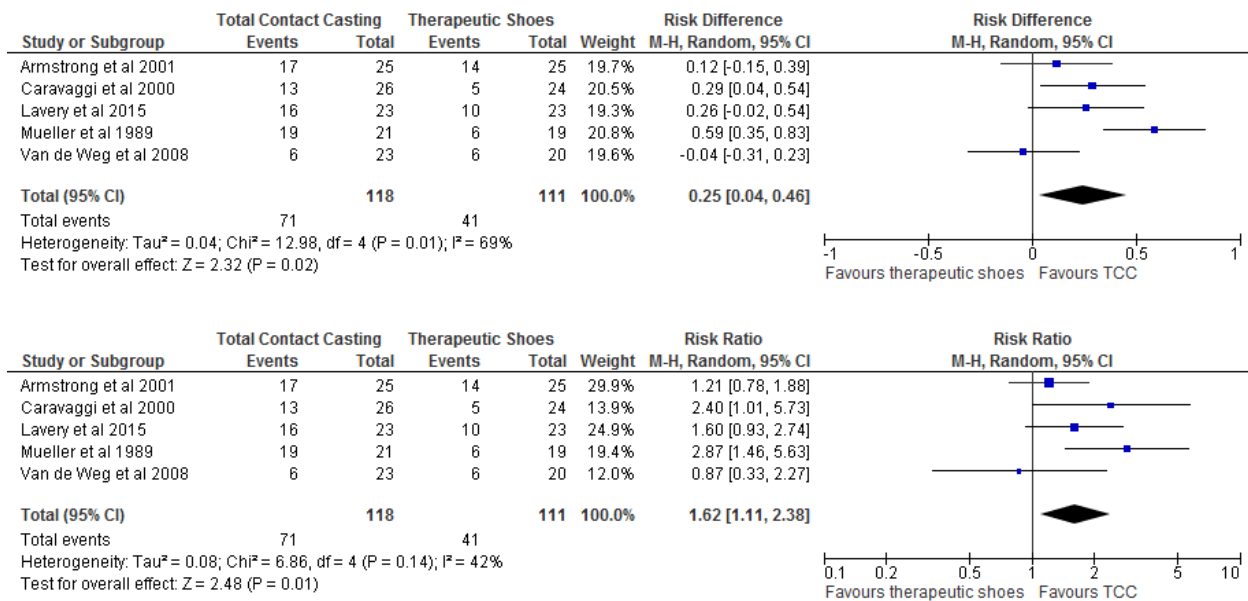 Total Contact Casting Therapeutic Shoes Risk Difference Risk Difference
Study or Subgroup Events Total Events Total Weight M-H, Random, 95% CI M-H, Random, 95% CI
Armstrong et al 2001 17 25 14 25 19.7% 0.12 [-0.15, 0.39]
Caravaggi et al 2000 13 26 5 24 20.5% 0.29 [0.04, 0.54]
Lavery et al 2015 16 23 10 23 19.3% 0.26 [-0.02, 0.54]
Mueller et al 1989 19 21 6 19 20.8% 0.59 [0.35, 0.83]
Van de Weg et al 2008 6 23 6 20 19.6% -0.04 [-0.31, 0.23]
Total (95% CI) 118 111 100.0% 0.25 [0.04, 0.46]
Total events 71 41
Heterogeneity: Tau² = 0.04; Chi² = 12.98, df = 4 (P = 0.01); I² = 69%
Test for overall effect: Z = 2.32 (P = 0.02)
-1 -0.5 0 0.5 1
Favours therapeutic shoes Favours TCC
Total Contact Casting Therapeutic Shoes Risk Ratio Risk Ratio
Study or Subgroup Events Total Events Total Weight M-H, Random, 95% CI M-H, Random, 95% CI
Armstrong et al 2001 17 25 14 25 29.9% 1.21 [0.78, 1.88]
Caravaggi et al 2000 13 26 5 24 13.9% 2.40 [1.01, 5.73]
Lavery et al 2015 16 23 10 23 24.9% 1.60 [0.93, 2.74]
Mueller et al 1989 19 21 6 19 19.4% 2.87 [1.46, 5.63]
Van de Weg et al 2008 6 23 6 20 12.0% 0.87 [0.33, 2.27]
Total (95% CI) 118 111 100.0% 1.62 [1.11, 2.38]
Total events 71 41
Heterogeneity: Tau² = 0.08; Chi² = 6.86, df = 4 (P = 0.14); I² = 42%
Test for overall effect: Z = 2.48 (P = 0.01)
0.1 0.2 0.5 1 2 5 10
Favours therapeutic shoes Favours TCC